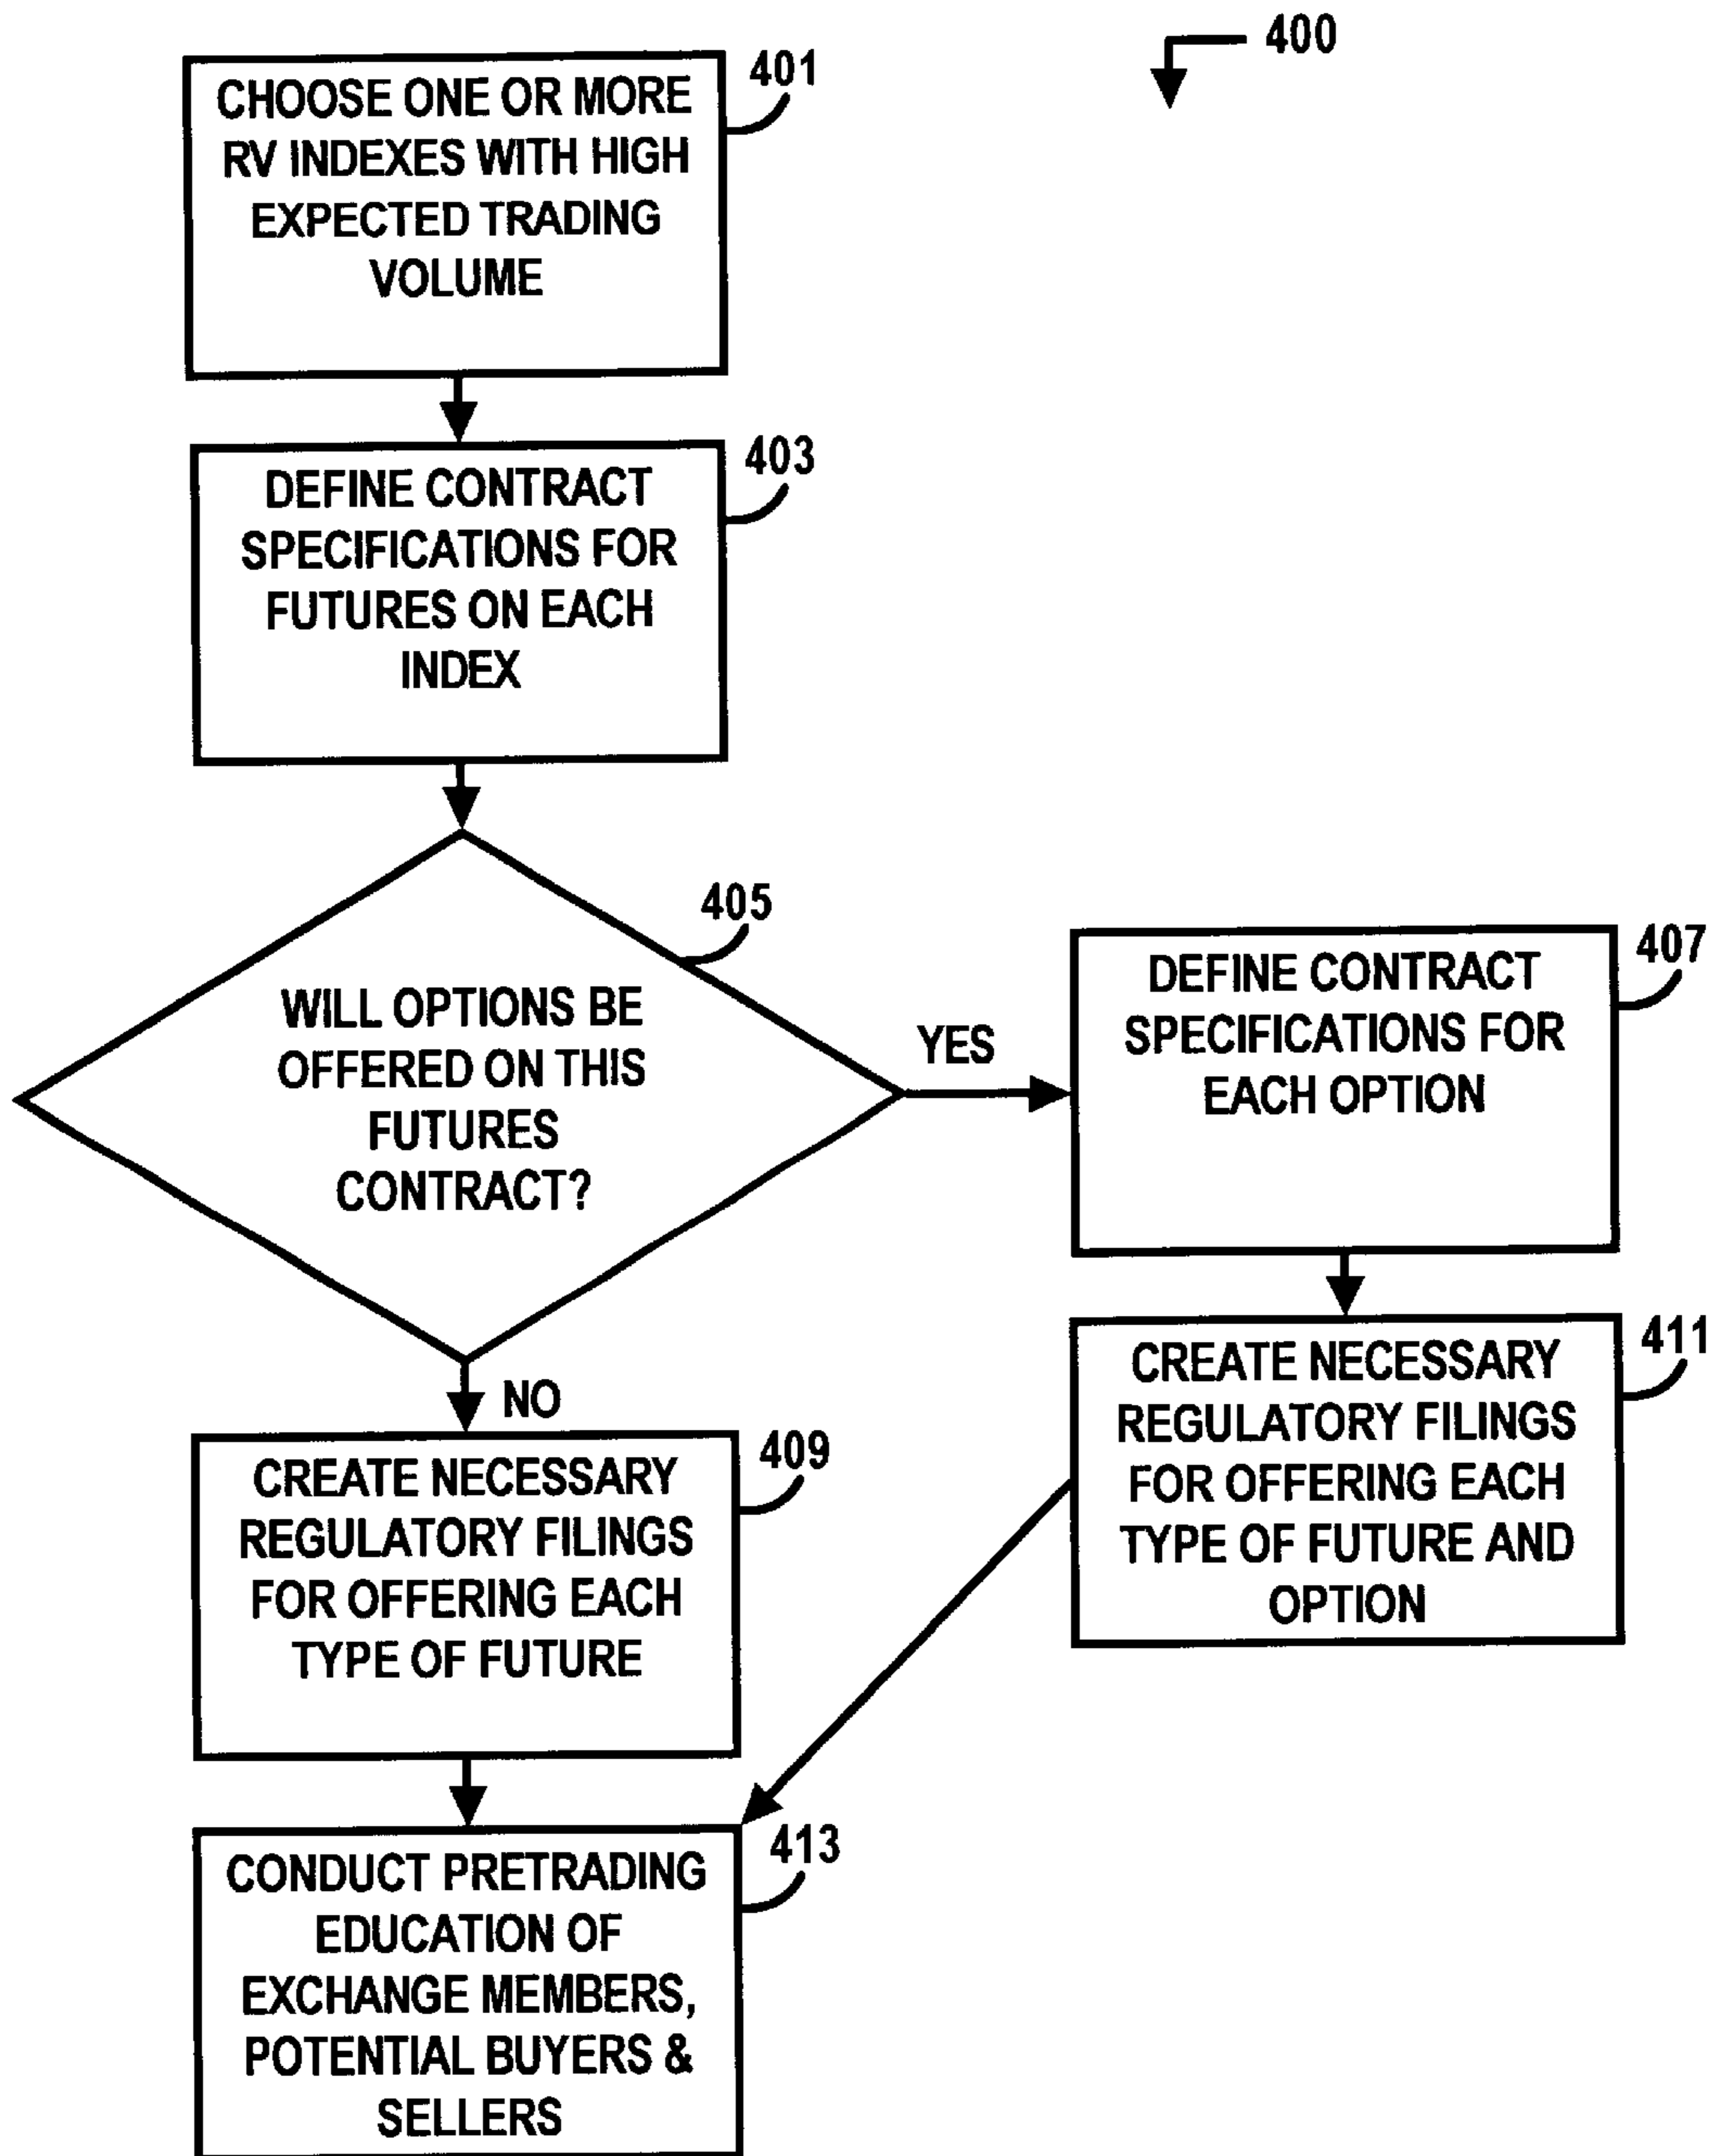 400
401
CHOOSE ONE OR MORE
RV INDEXES WITH HIGH
EXPECTED TRADING
VOLUME
403
DEFINE CONTRACT
SPECIFICATIONS FOR
FUTURES ON EACH
INDEX
405
WILL OPTIONS BE
OFFERED ON THIS
FUTURES
CONTRACT?
YES
407
DEFINE CONTRACT
SPECIFICATIONS FOR
EACH OPTION
411
CREATE NECESSARY
REGULATORY FILINGS
FOR OFFERING EACH
TYPE OF FUTURE AND
OPTION
NO
409
CREATE NECESSARY
REGULATORY FILINGS
FOR OFFERING EACH
TYPE OF FUTURE
413
CONDUCT PRETRADING
EDUCATION OF
EXCHANGE MEMBERS,
POTENTIAL BUYERS &
SELLERS